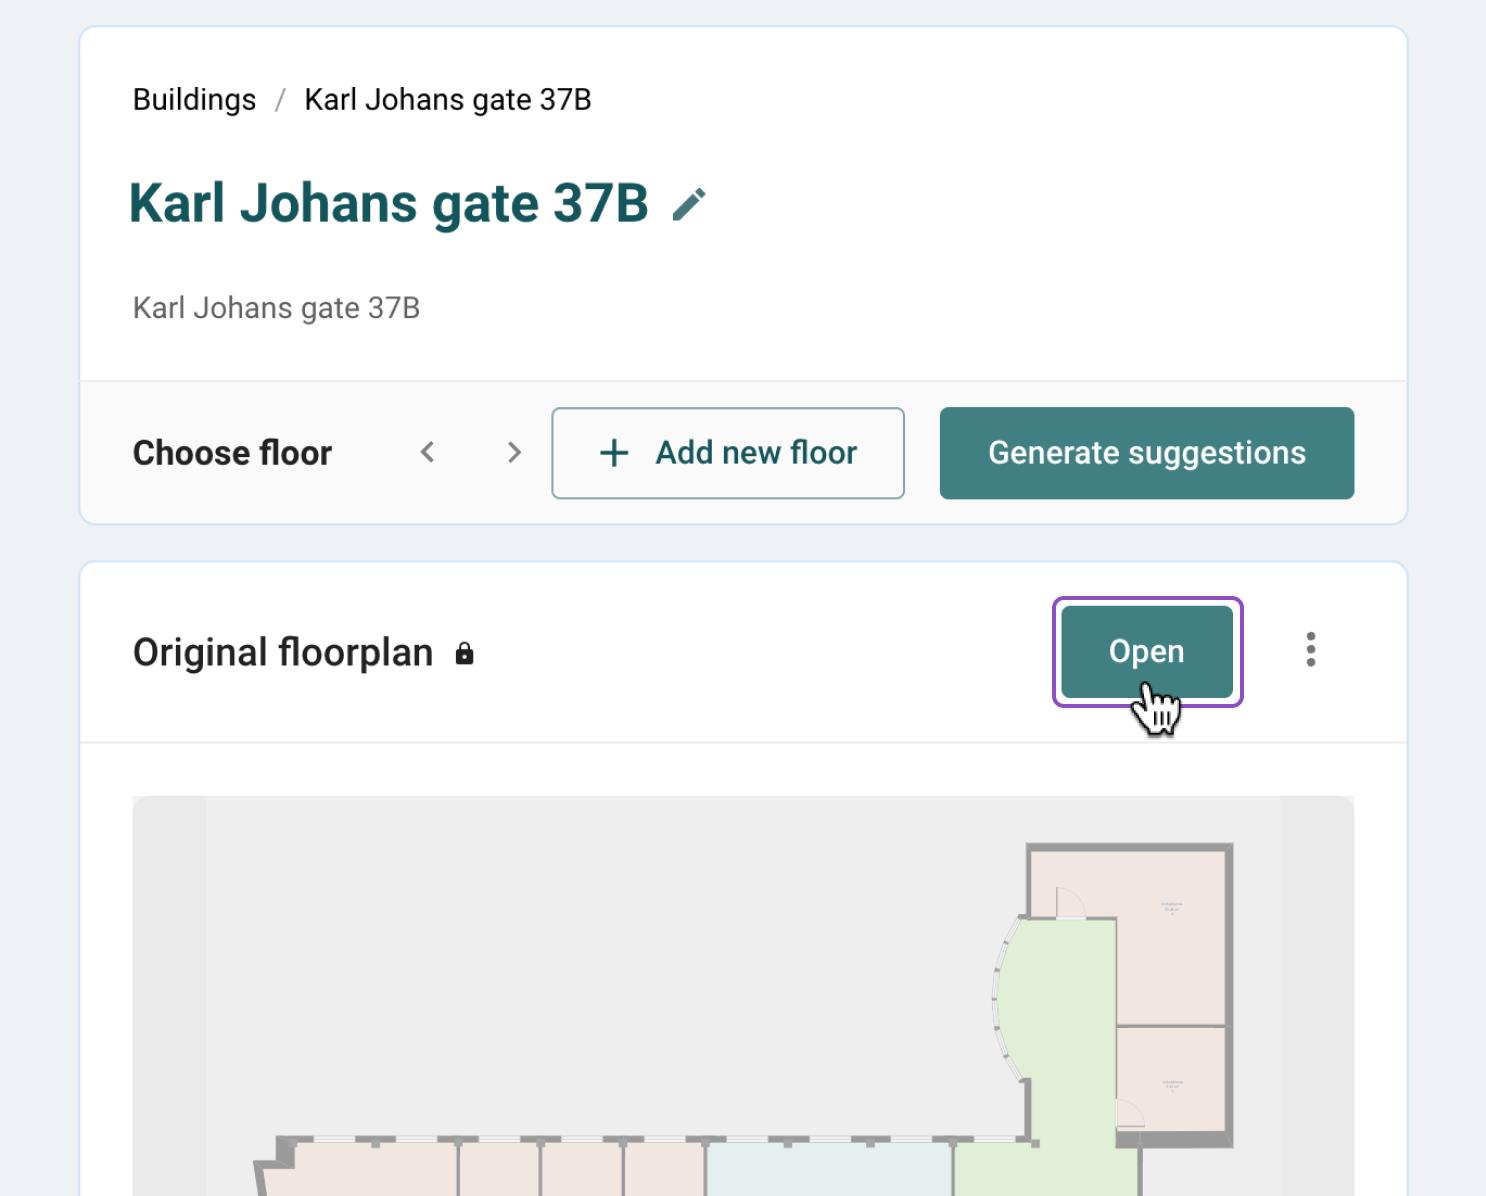 Buildings / Karl Johans gate 37B
Karl Johans gate 37B
Karl Johans gate 37B
Choose floor
Add new floor
Generate suggestions
Original floorplan
Open